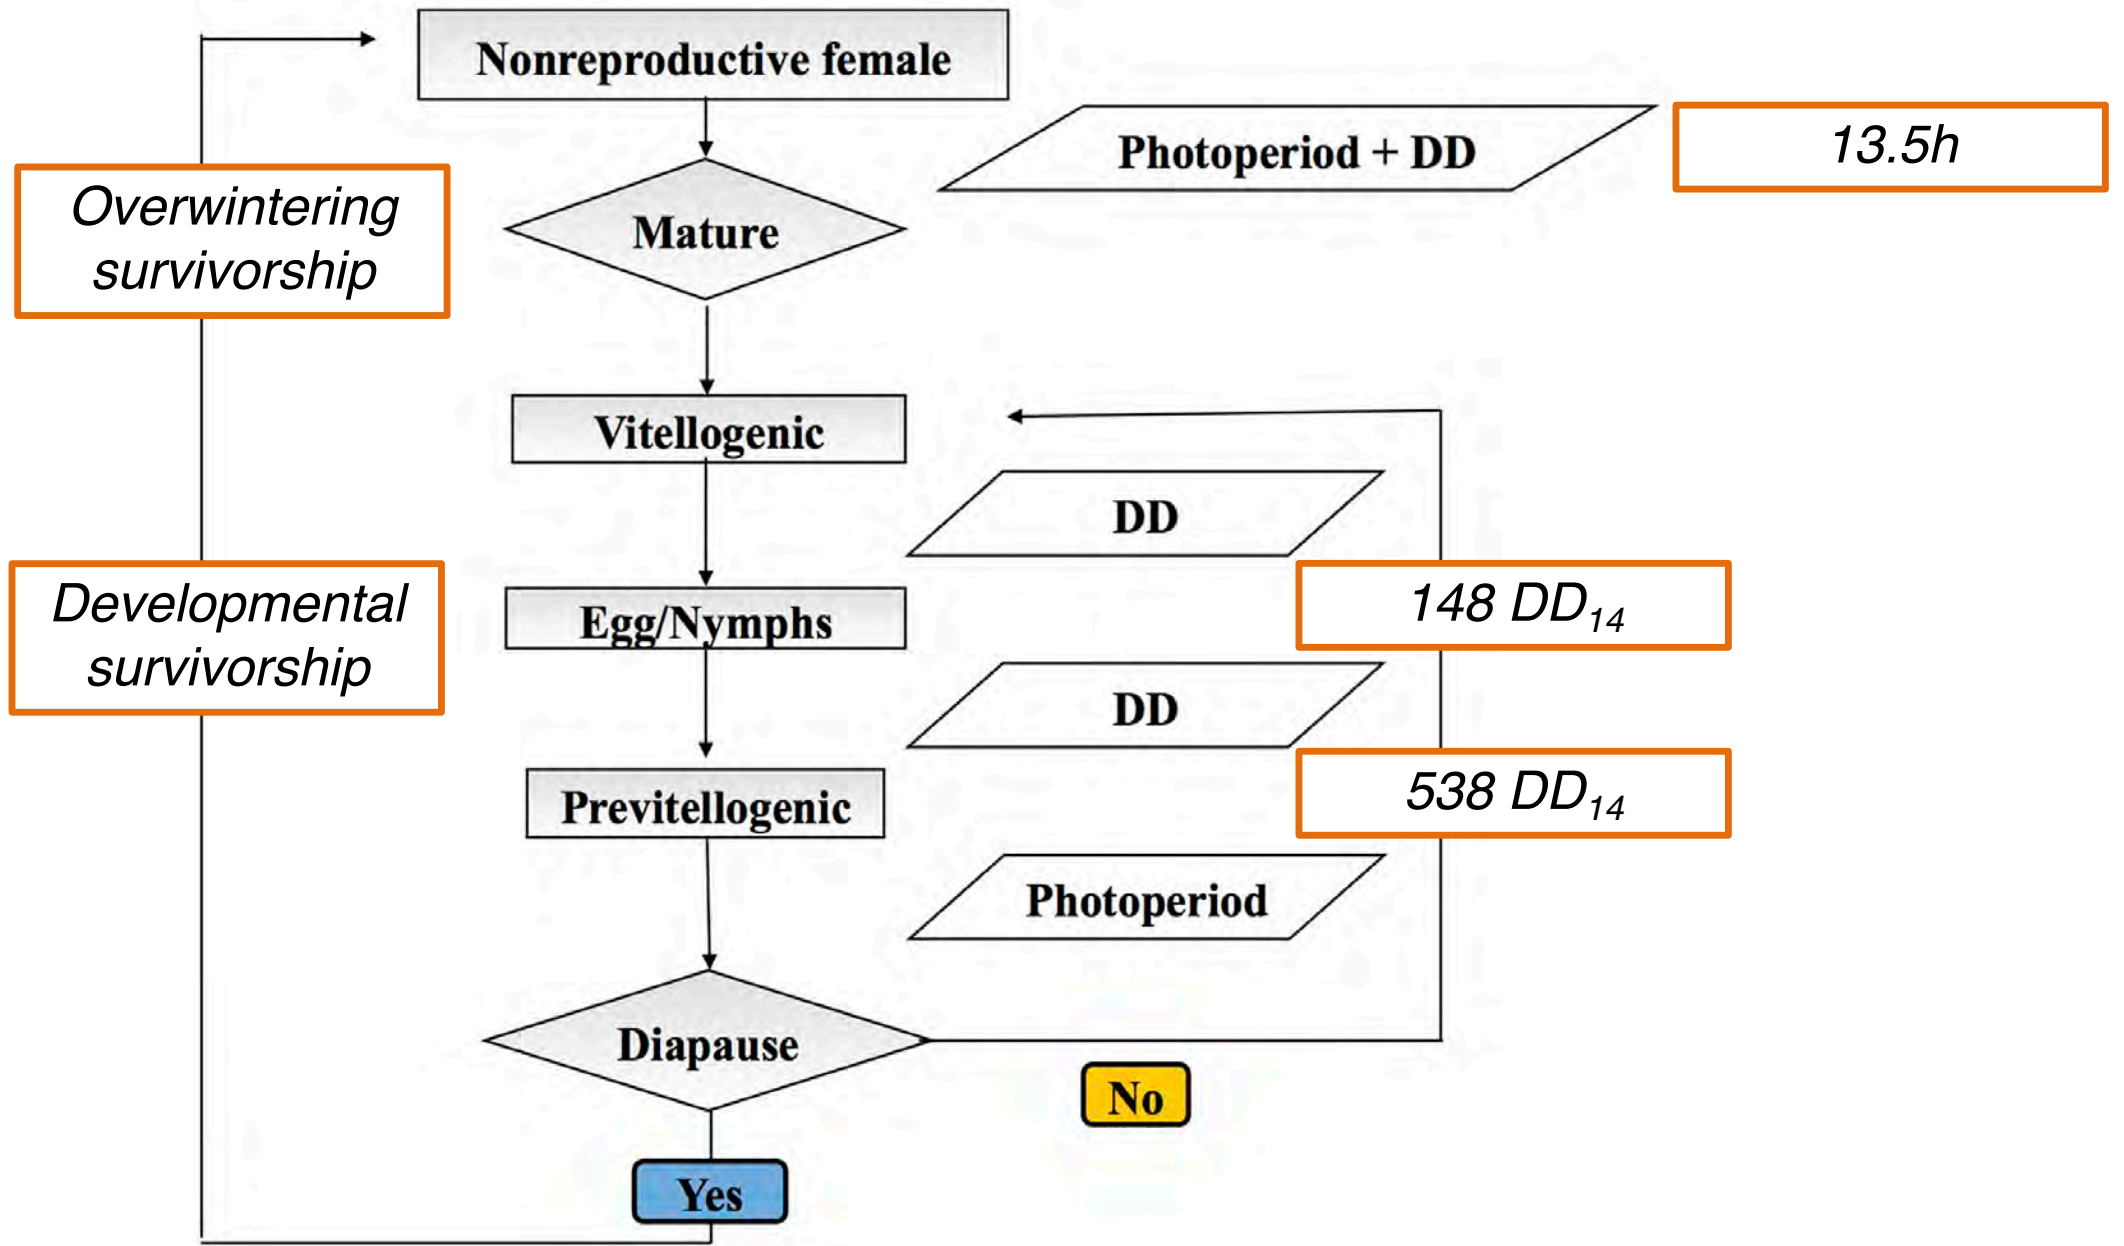 Nonreproductive female
Photoperiod + DD
13.5h
Overwintering
survivorship
Mature
Vitellogenic
DD
148 DD₁₄
Developmental
survivorship
Egg/Nymphs
DD
538 DD₁₄
Previtellogenic
Photoperiod
Diapause
No
Yes